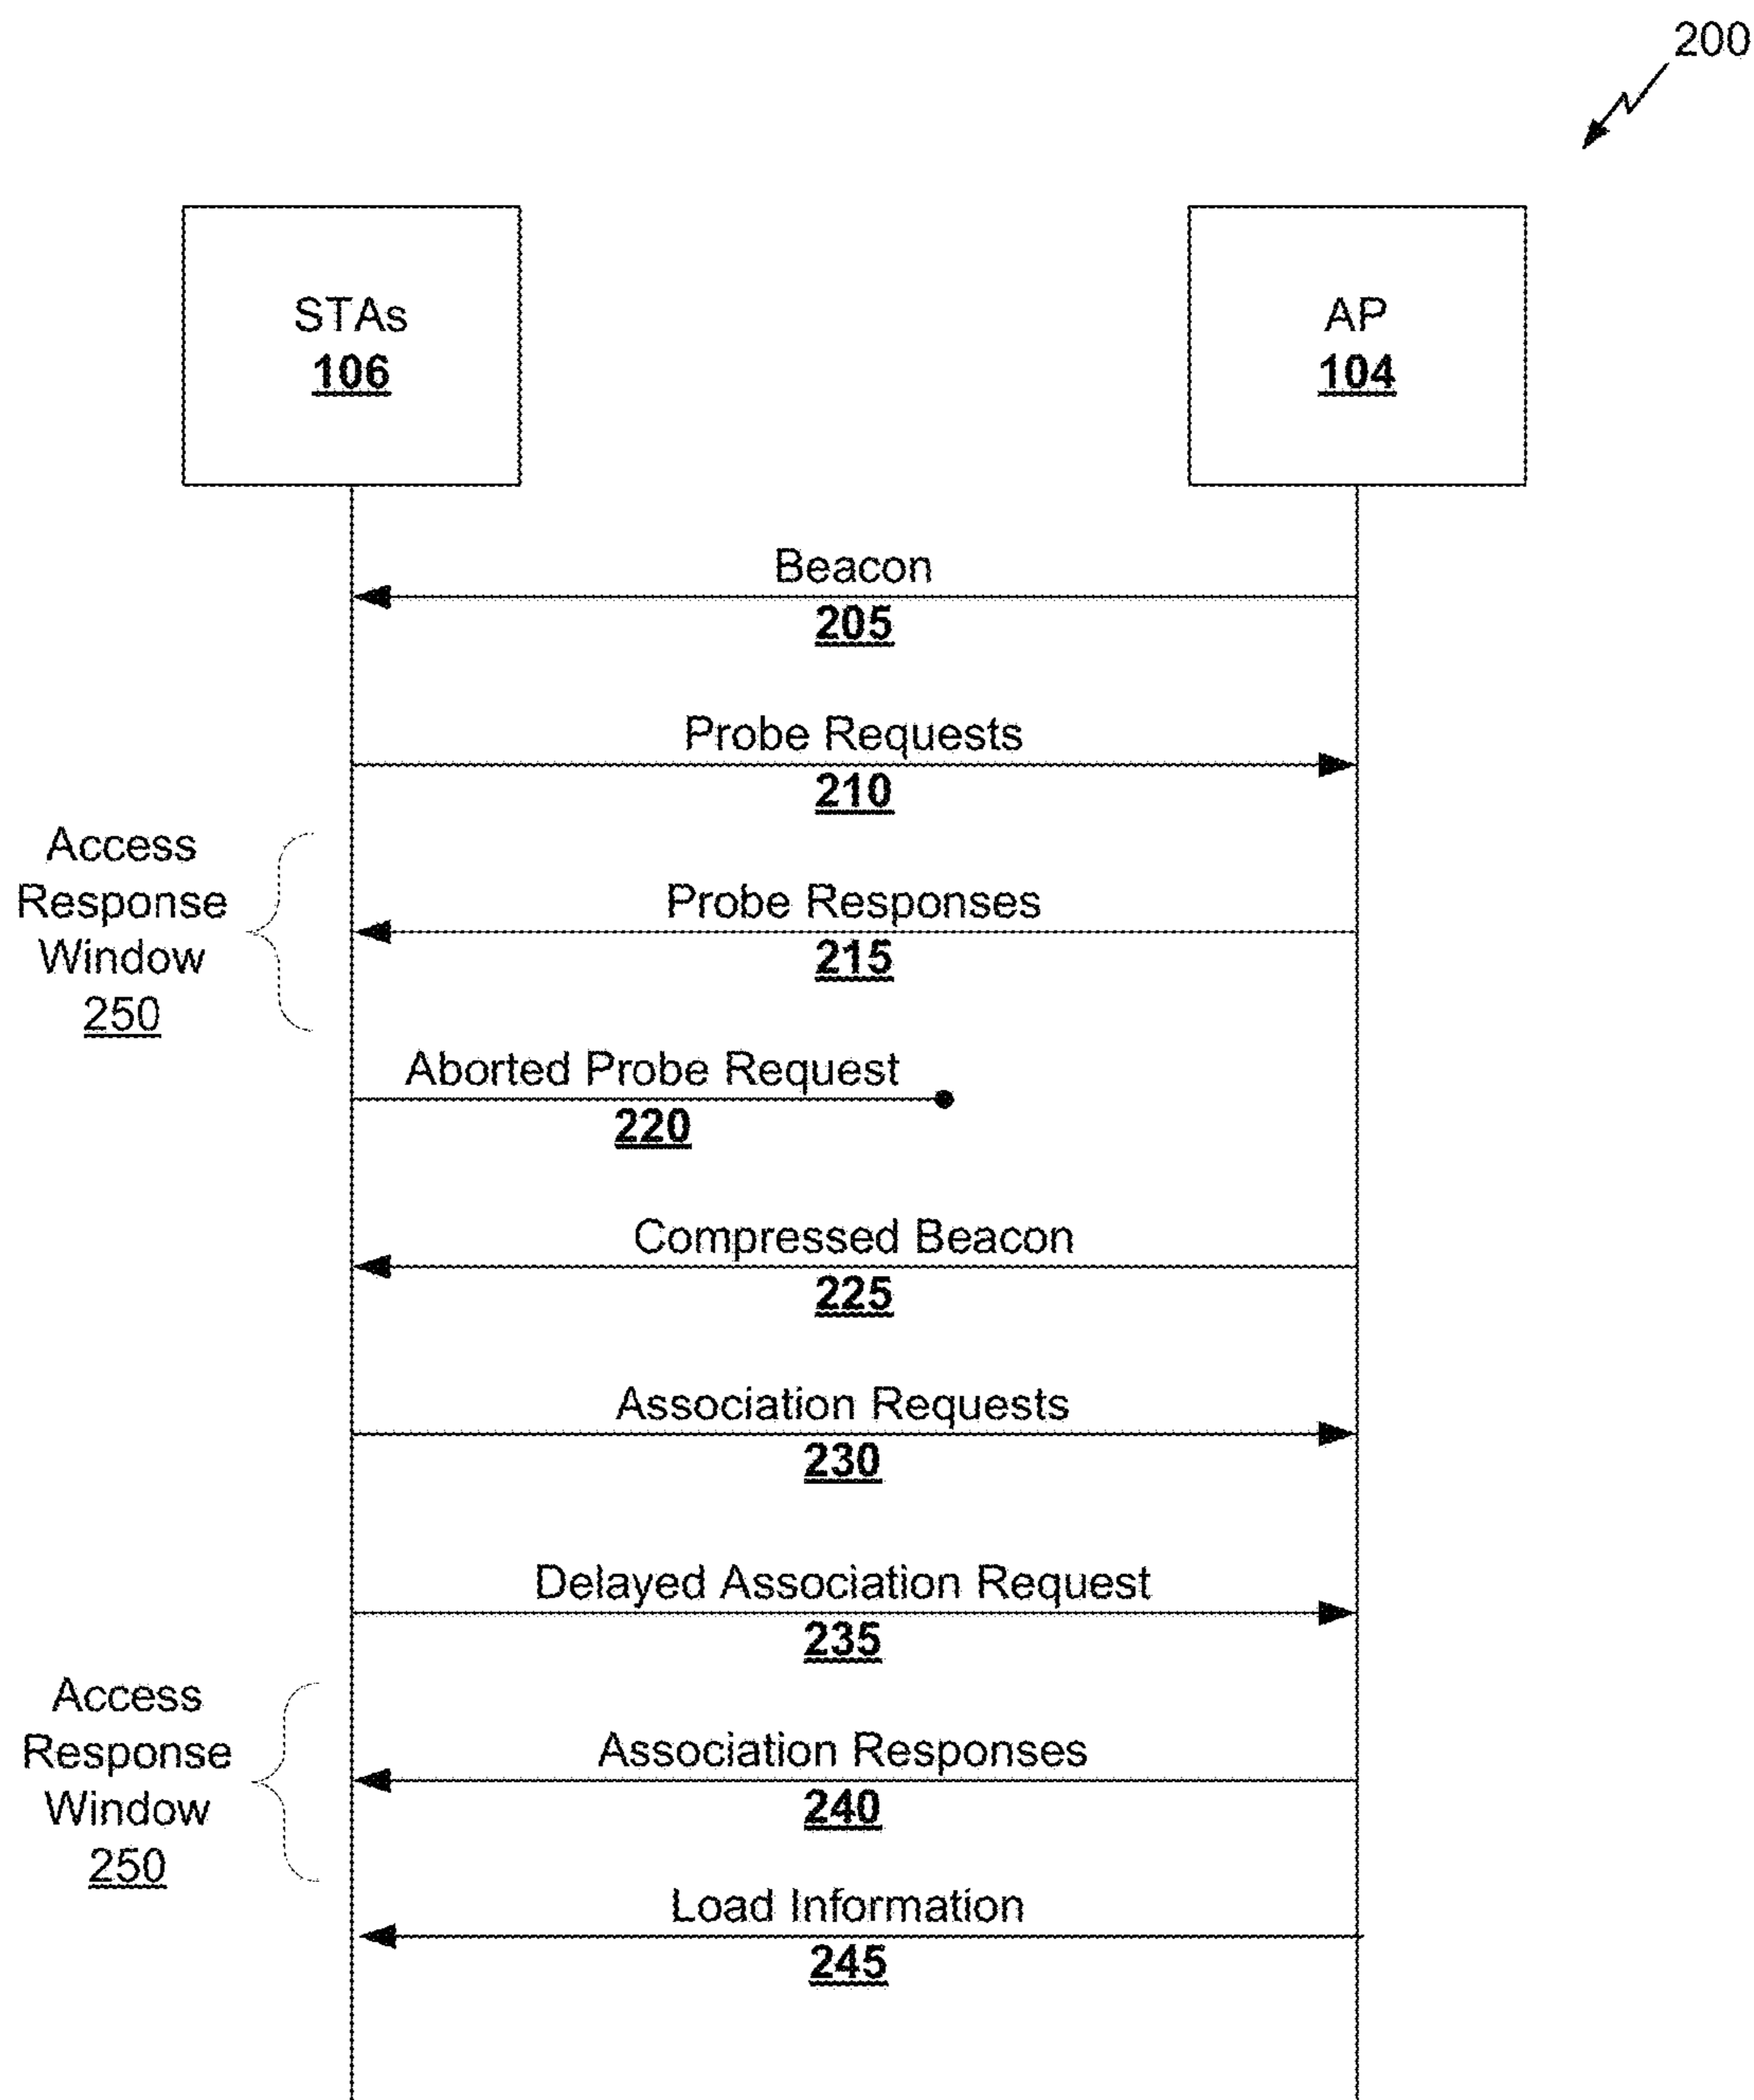 200
STAs
106
AP
104
Beacon
205
Probe Requests
210
Access
Response
Window
250
Probe Responses
215
Aborted Probe Request
220
Compressed Beacon
225
Association Requests
230
Delayed Association Request
235
Access
Response
Window
250
Association Responses
240
Load Information
245